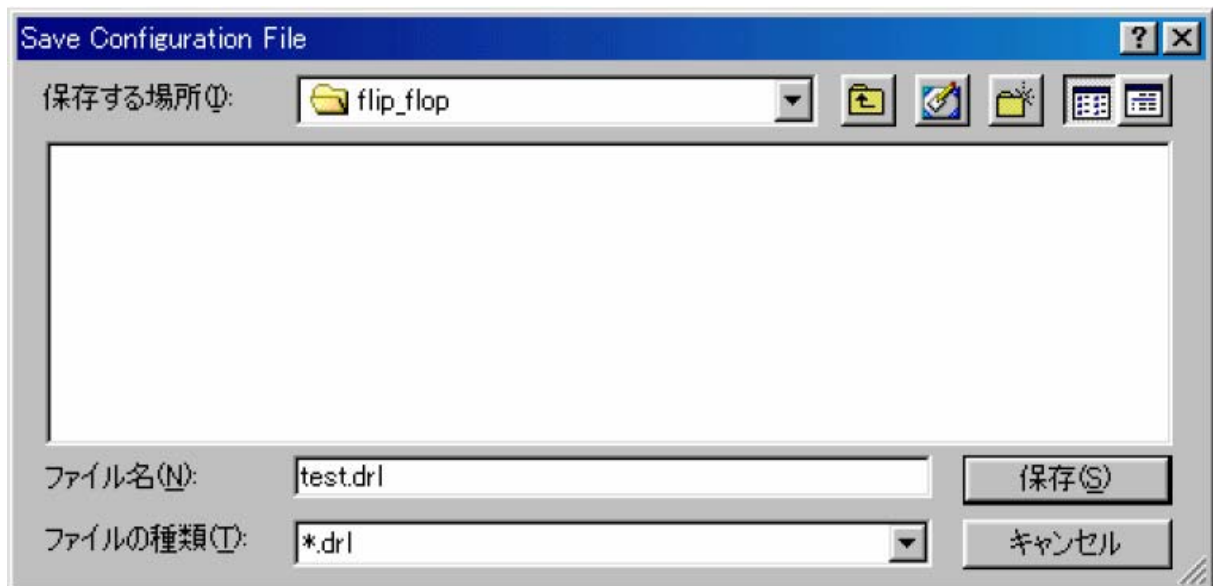 Save Configuration File
保存する場所(I):
flip_flop
ファイル名(N):
test.drl
保存(S)
ファイルの種類(T):
*.drl
キャンセル